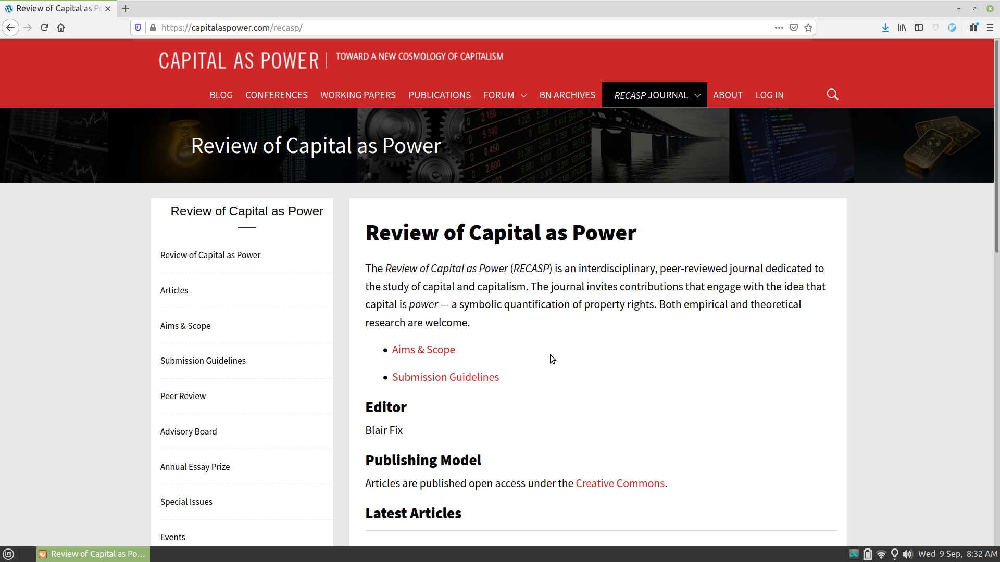 Review of Capital as P
https://capitalaspower.com/recasp/
CAPITAL AS POWER | TOWARD A NEW COSMOLOGY OF CAPITALISM
BLOG CONFERENCES WORKING PAPERS PUBLICATIONS FORUM BN ARCHIVES RECASP JOURNAL ABOUT LOG IN
Review of Capital as Power
Review of Capital as Power
Review of Capital as Power
Articles
Aims & Scope
Submission Guidelines
Peer Review
Advisory Board
Annual Essay Prize
Special Issues
Events
Review of Capital as Power
The Review of Capital as Power (RECASP) is an interdisciplinary, peer-reviewed journal dedicated to
the study of capital and capitalism. The journal invites contributions that engage with the idea that
capital is power — a symbolic quantification of property rights. Both empirical and theoretical
research are welcome.
• Aims & Scope
• Submission Guidelines
Editor
Blair Fix
Publishing Model
Articles are published open access under the Creative Commons.
Latest Articles
Review of Capital as Po...
Wed 9 Sep, 8:32 AM